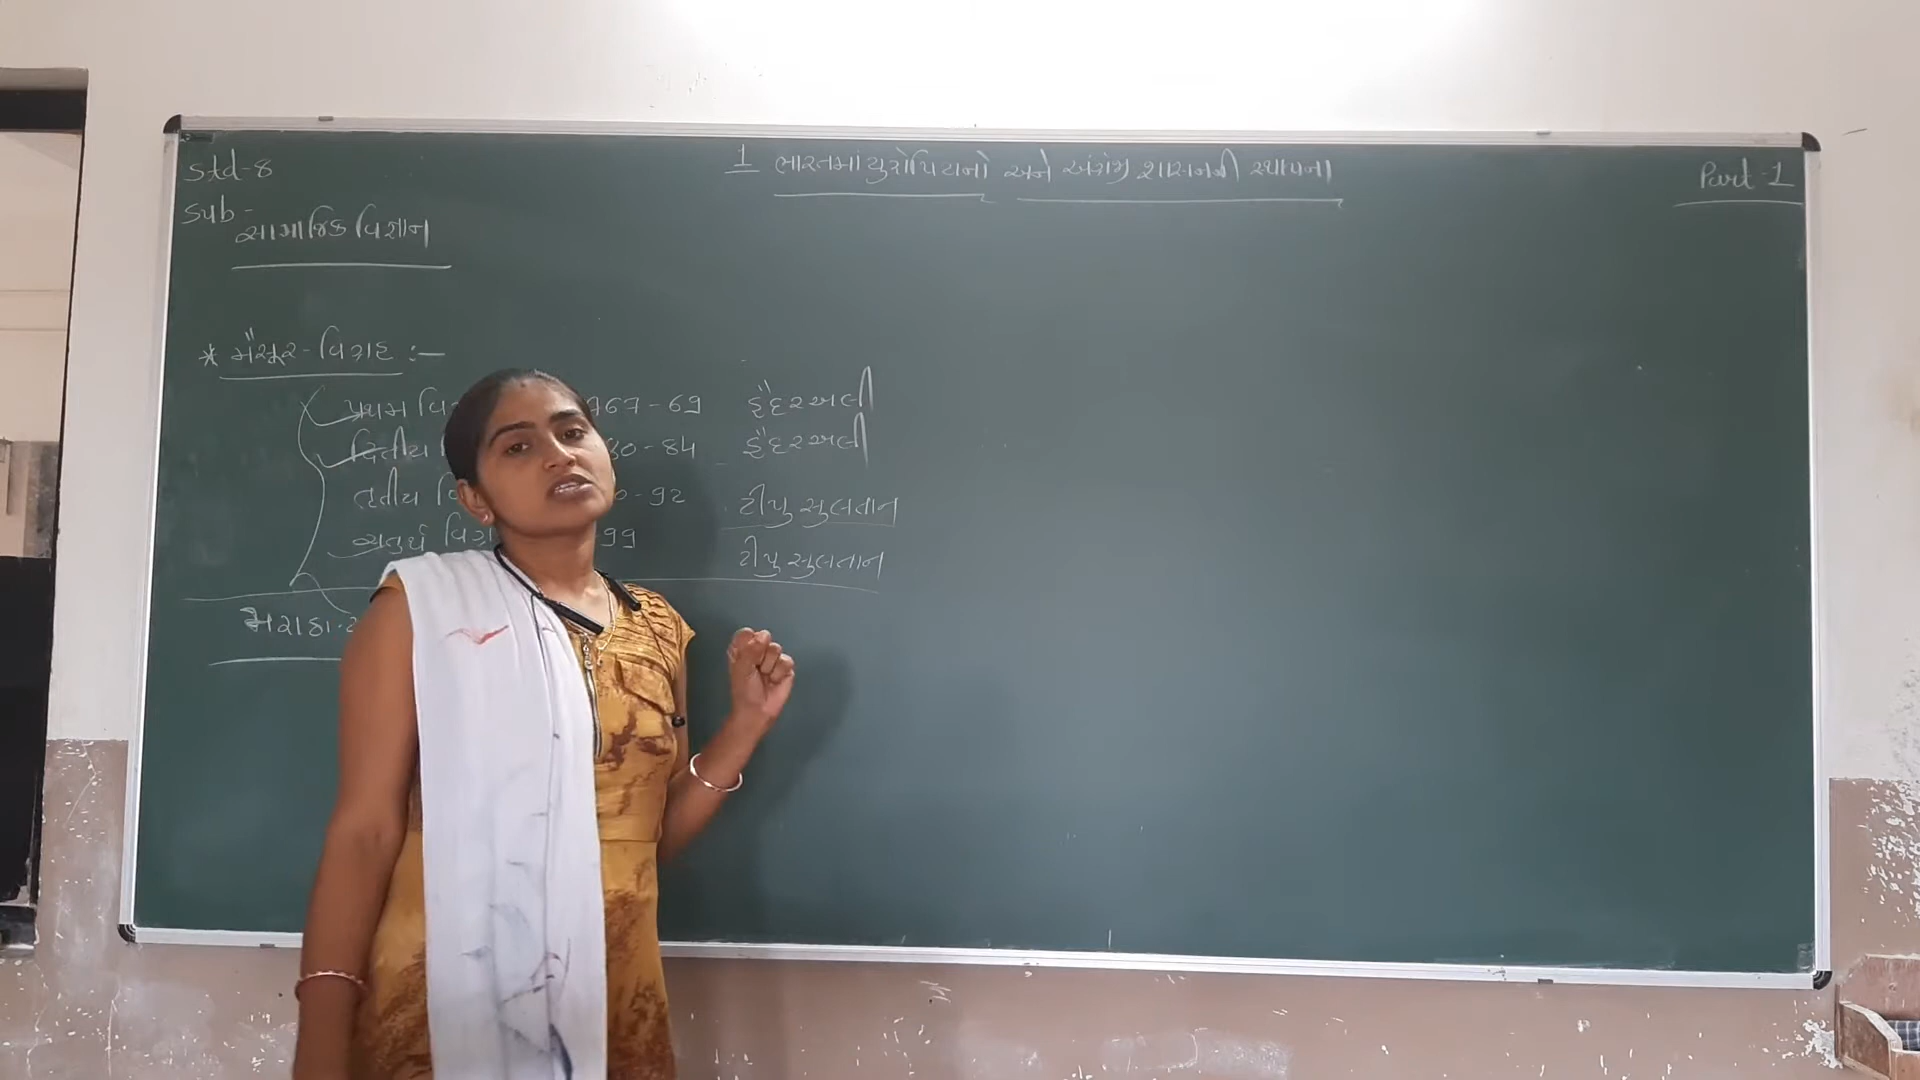 Std-8
1 ભારતમાં યુરોપિયનો અને અંગ્રેજી શાસનની સ્થાપના
Part-1
Sub-
સામાજિક વિજ્ઞાન
* મૈસૂર-વિગ્રહ :-
પ્રથમ વિ 767-69 હૈદરઅલી
દ્વિતીય 80-84 હૈદરઅલી
તૃતીય વિ 0-92 ટીપુ સુલતાન
ચતુર્થ વિગ્ર 99 ટીપુ સુલતાન
મરાઠા